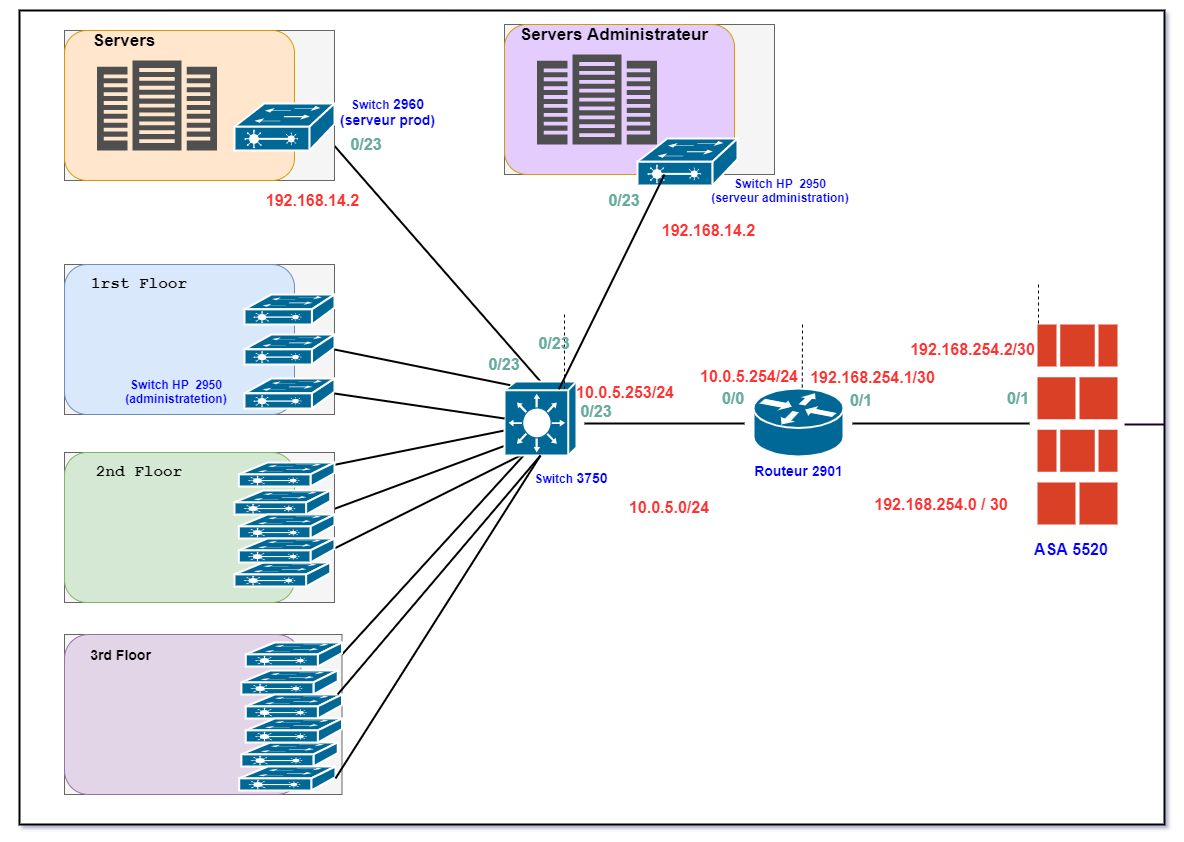 Servers
Switch 2960
(serveur prod)
0/23
192.168.14.2
Servers Administrateur
Switch HP 2950
(serveur administration)
0/23
192.168.14.2
1rst Floor
Switch HP 2950
(administratetion)
0/23
0/23
10.0.5.253/24
0/23
Switch 3750
10.0.5.0/24
10.0.5.254/24
0/0
192.168.254.1/30
0/1
Routeur 2901
192.168.254.2/30
0/1
192.168.254.0 / 30
ASA 5520
2nd Floor
3rd Floor